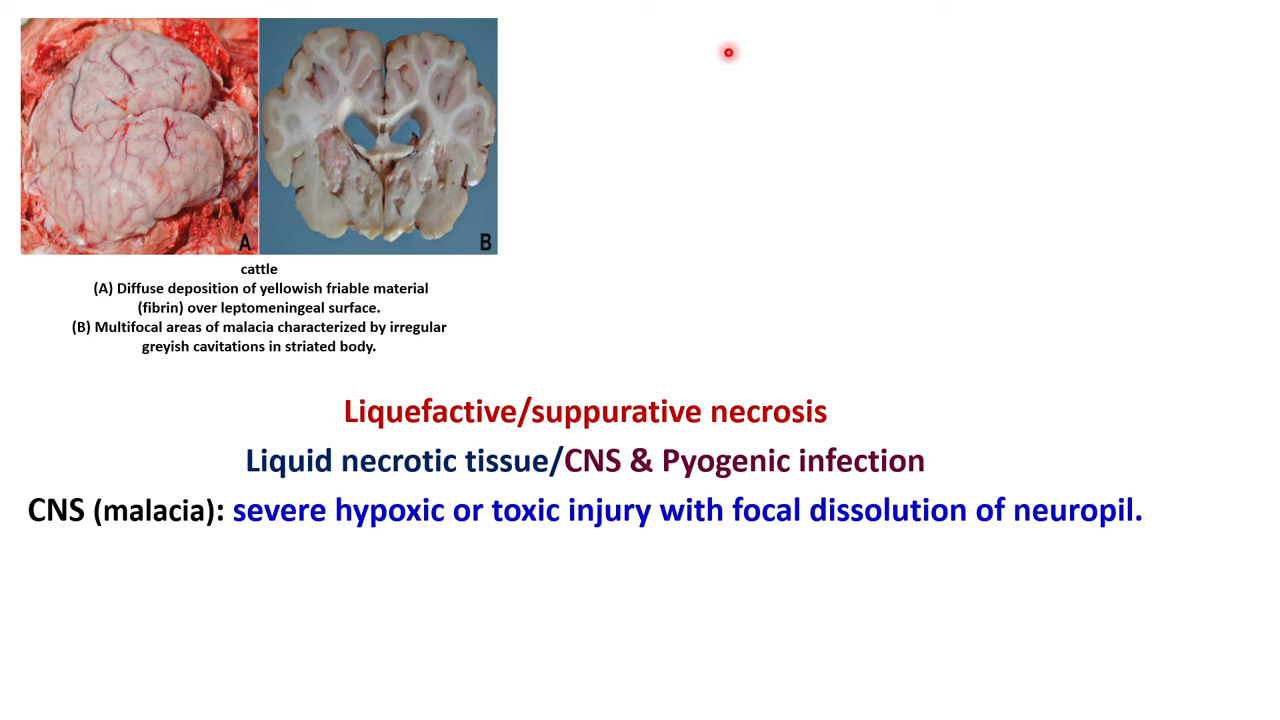 A
B
cattle
(A) Diffuse deposition of yellowish friable material
(fibrin) over leptomeningeal surface.
(B) Multifocal areas of malacia characterized by irregular
greyish cavitations in striated body.
Liquefactive/suppurative necrosis
Liquid necrotic tissue/CNS & Pyogenic infection
CNS (malacia): severe hypoxic or toxic injury with focal dissolution of neuropil.